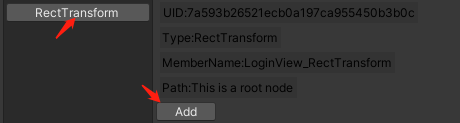 RectTransform
UID:7a593b26521ecb0a197ca955450b3b0c
Type:RectTransform
MemberName:LoginView_RectTransform
Path:This is a root node
Add